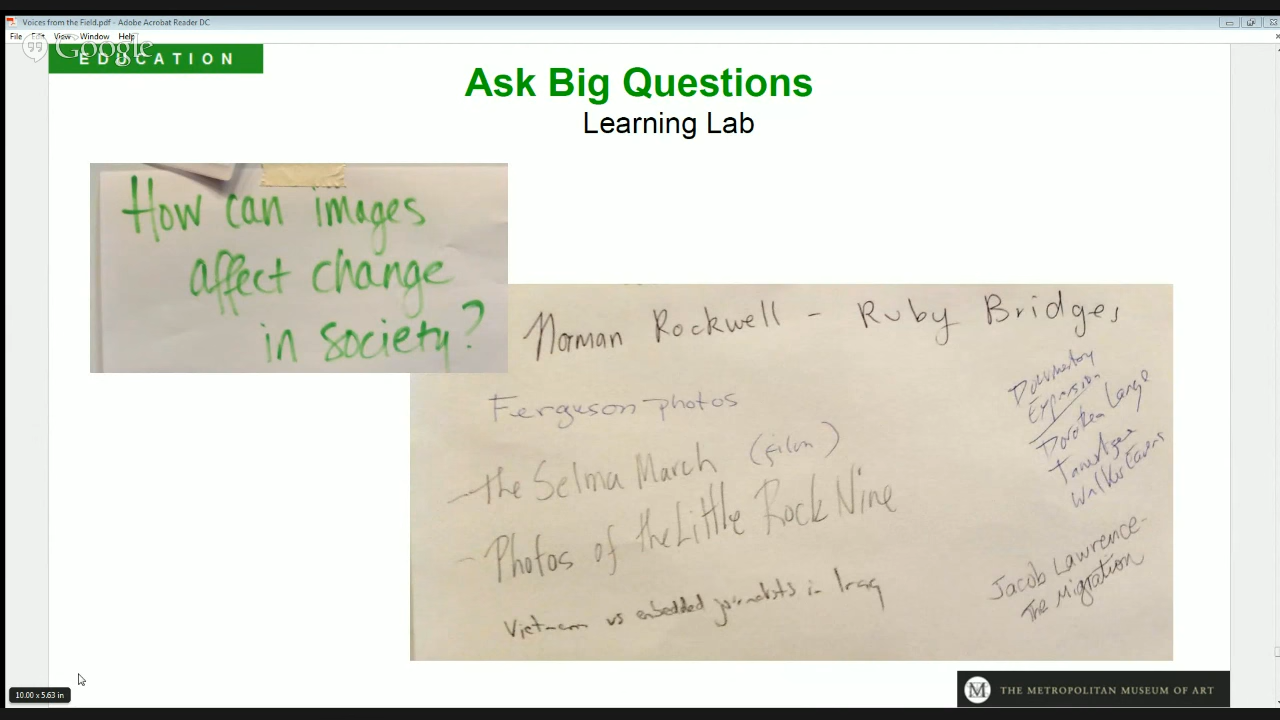 Voices from the Field.pdf - Adobe Acrobat Reader DC
File Edit View Window Help
Google
EDUCATION
Ask Big Questions
Learning Lab
How can images
affect change
in society?
Norman Rockwell - Ruby Bridges
Ferguson photos
- the Selma March (film)
- Photos of the Little Rock Nine
Vietnam vs embedded journalists in Iraq
Documentary
Expansion
Dorothea Lange
Walker Evans
Jacob Lawrence-
The Migration
10.00 x 5.63 in
M THE METROPOLITAN MUSEUM OF ART